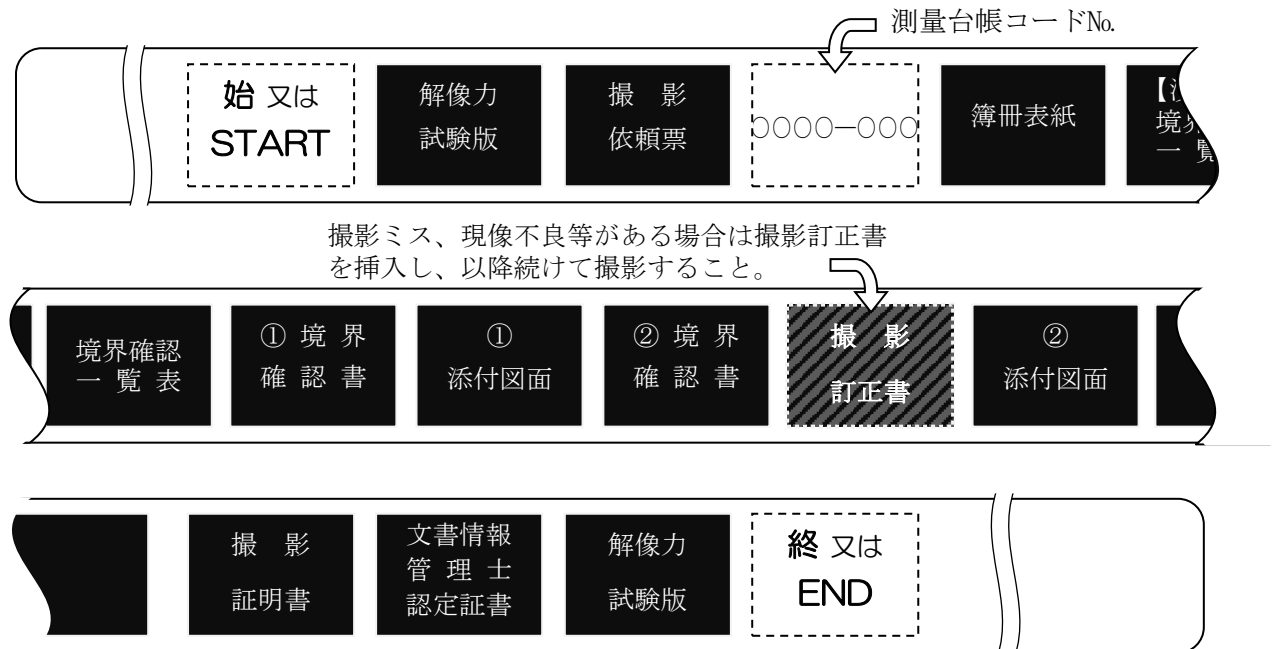 測量台帳コード№
始 又は
START
解像力
試験版
撮 影
依頼票
○○○○−○○○
簿冊表紙
境
一 覧
撮影ミス、現像不良等がある場合は撮影訂正書
を挿入し、以降続けて撮影すること。
境界確認
一 覧 表
① 境 界
確 認 書
①
添付図面
② 境 界
確 認 書
撮 影
訂正書
②
添付図面
撮 影
証明書
文書情報
管 理 士
認定証書
解像力
試験版
終 又は
END